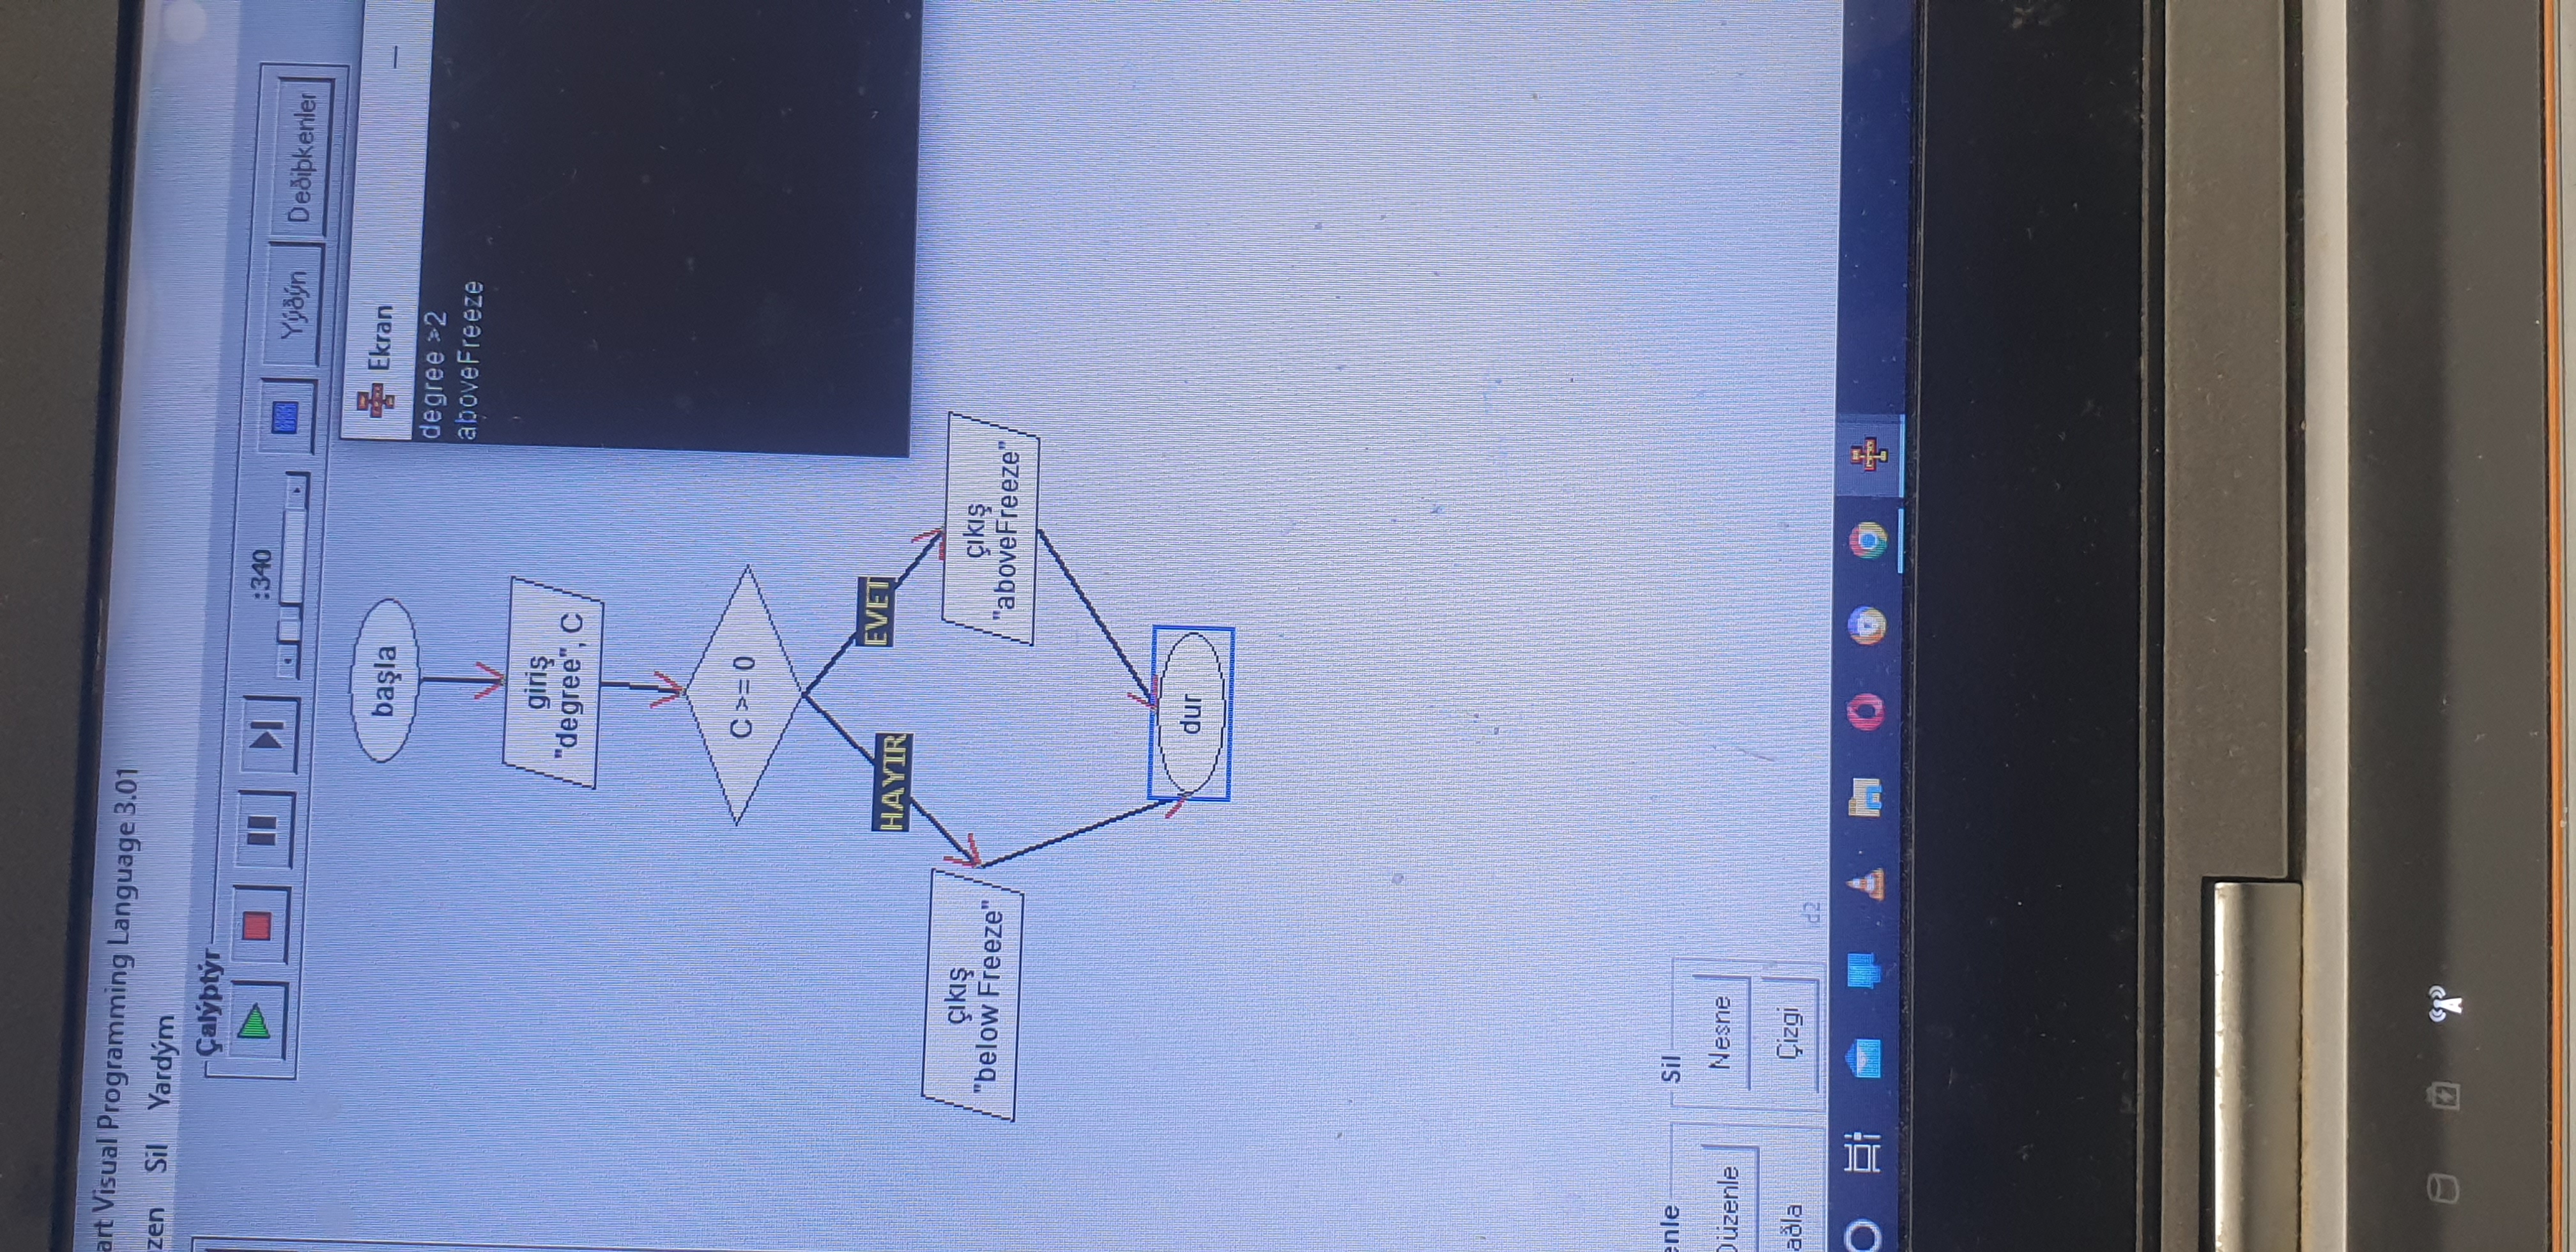 art Visual Programming Language 3.01
zen Sil Yardým
Çalýþtýr
:340
Yýðýn
Deðiþkenler
başla
Ekran
degree >2
aboveFreeze
giriş
"degree", C
C >= 0
HAYIR
EVET
çıkış
"below Freeze"
çıkış
"aboveFreeze"
dur
enle
Düzenle
aðla
Sil
Nesne
Çizgi
d2